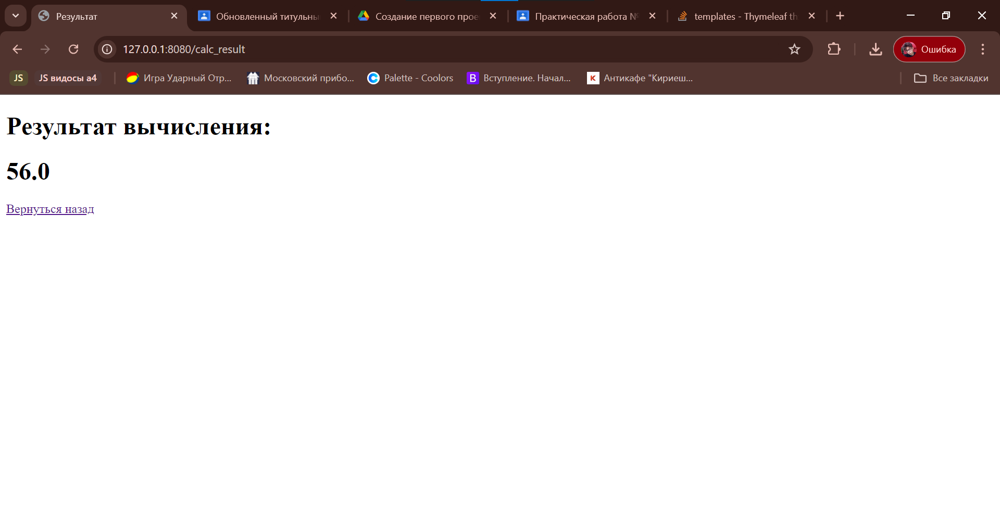 Результат
Обновленный титульны
Создание первого прое
Практическая работа №
templates - Thymeleaf th
127.0.0.1:8080/calc_result
Ошибка
JS
JS видосы а4
Игра Ударный Отр...
Московский прибо...
Palette - Coolors
B
Вступление. Начал...
К
Антикафе "Кириеш...
Все закладки
Результат вычисления:
56.0
Вернуться назад